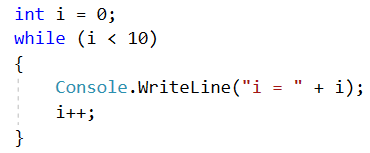 int i = 0;
while (i < 10)
{
    Console.WriteLine("i = " + i);
    i++;
}